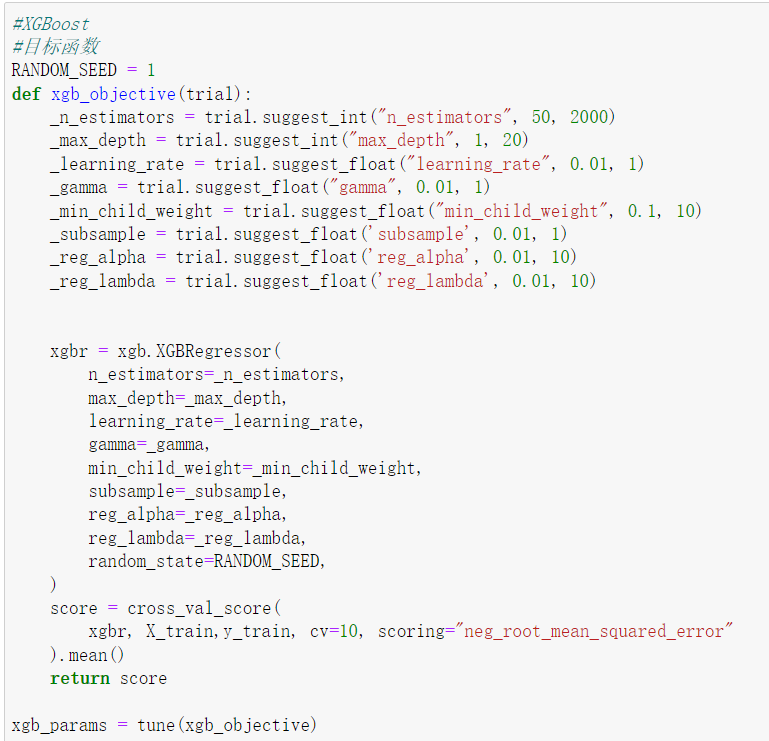 #XGBoost
#目标函数
RANDOM_SEED = 1
def xgb_objective(trial):
    _n_estimators = trial.suggest_int("n_estimators", 50, 2000)
    _max_depth = trial.suggest_int("max_depth", 1, 20)
    _learning_rate = trial.suggest_float("learning_rate", 0.01, 1)
    _gamma = trial.suggest_float("gamma", 0.01, 1)
    _min_child_weight = trial.suggest_float("min_child_weight", 0.1, 10)
    _subsample = trial.suggest_float('subsample', 0.01, 1)
    _reg_alpha = trial.suggest_float('reg_alpha', 0.01, 10)
    _reg_lambda = trial.suggest_float('reg_lambda', 0.01, 10)
    xgbr = xgb.XGBRegressor(
        n_estimators=_n_estimators,
        max_depth=_max_depth,
        learning_rate=_learning_rate,
        gamma=_gamma,
        min_child_weight=_min_child_weight,
        subsample=_subsample,
        reg_alpha=_reg_alpha,
        reg_lambda=_reg_lambda,
        random_state=RANDOM_SEED,
    )
    score = cross_val_score(
        xgbr, X_train,y_train, cv=10, scoring="neg_root_mean_squared_error"
    ).mean()
    return score
xgb_params = tune(xgb_objective)